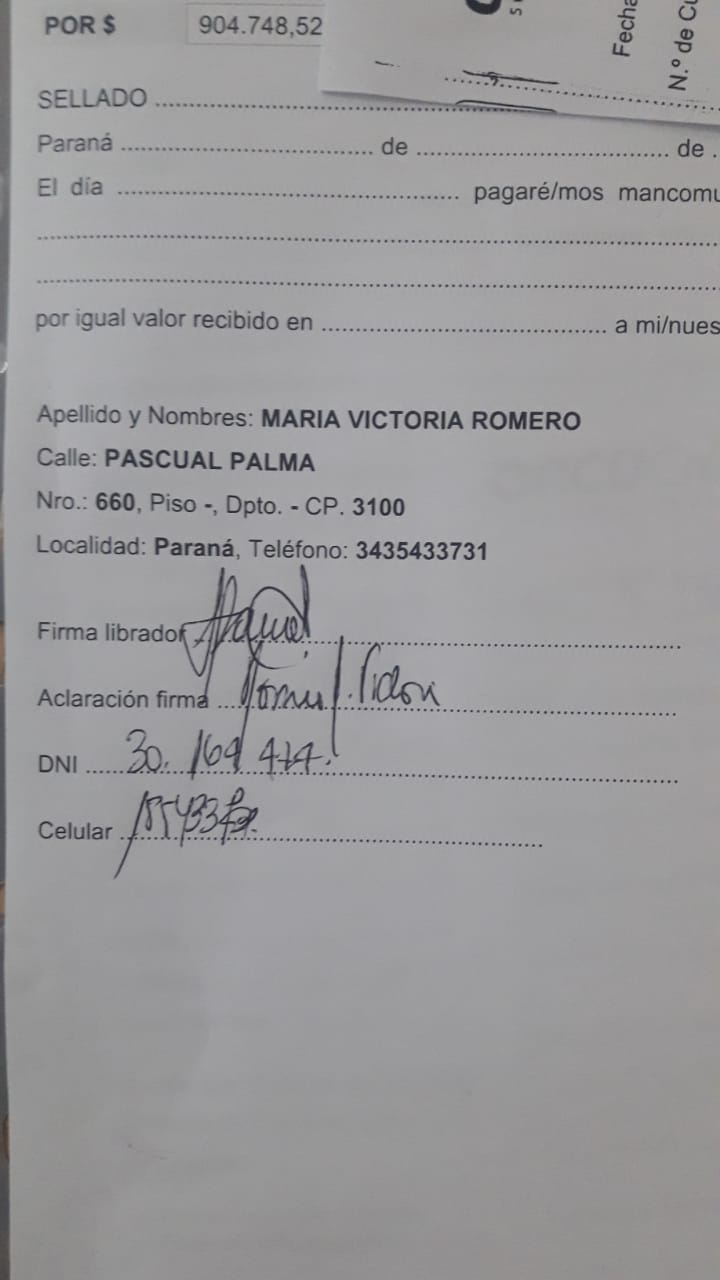 POR $ 904.748,52
Fecha
N.º de Cu
SELLADO ........................................
Paraná ........................................ de ........................................ de .
El día ........................................ pagaré/mos mancomu
por igual valor recibido en ........................................ a mi/nues
Apellido y Nombres: MARIA VICTORIA ROMERO
Calle: PASCUAL PALMA
Nro.: 660, Piso -, Dpto. - CP. 3100
Localidad: Paraná, Teléfono: 3435433731
Firma librador
Aclaración firma
DNI ...... 30.164
Celular